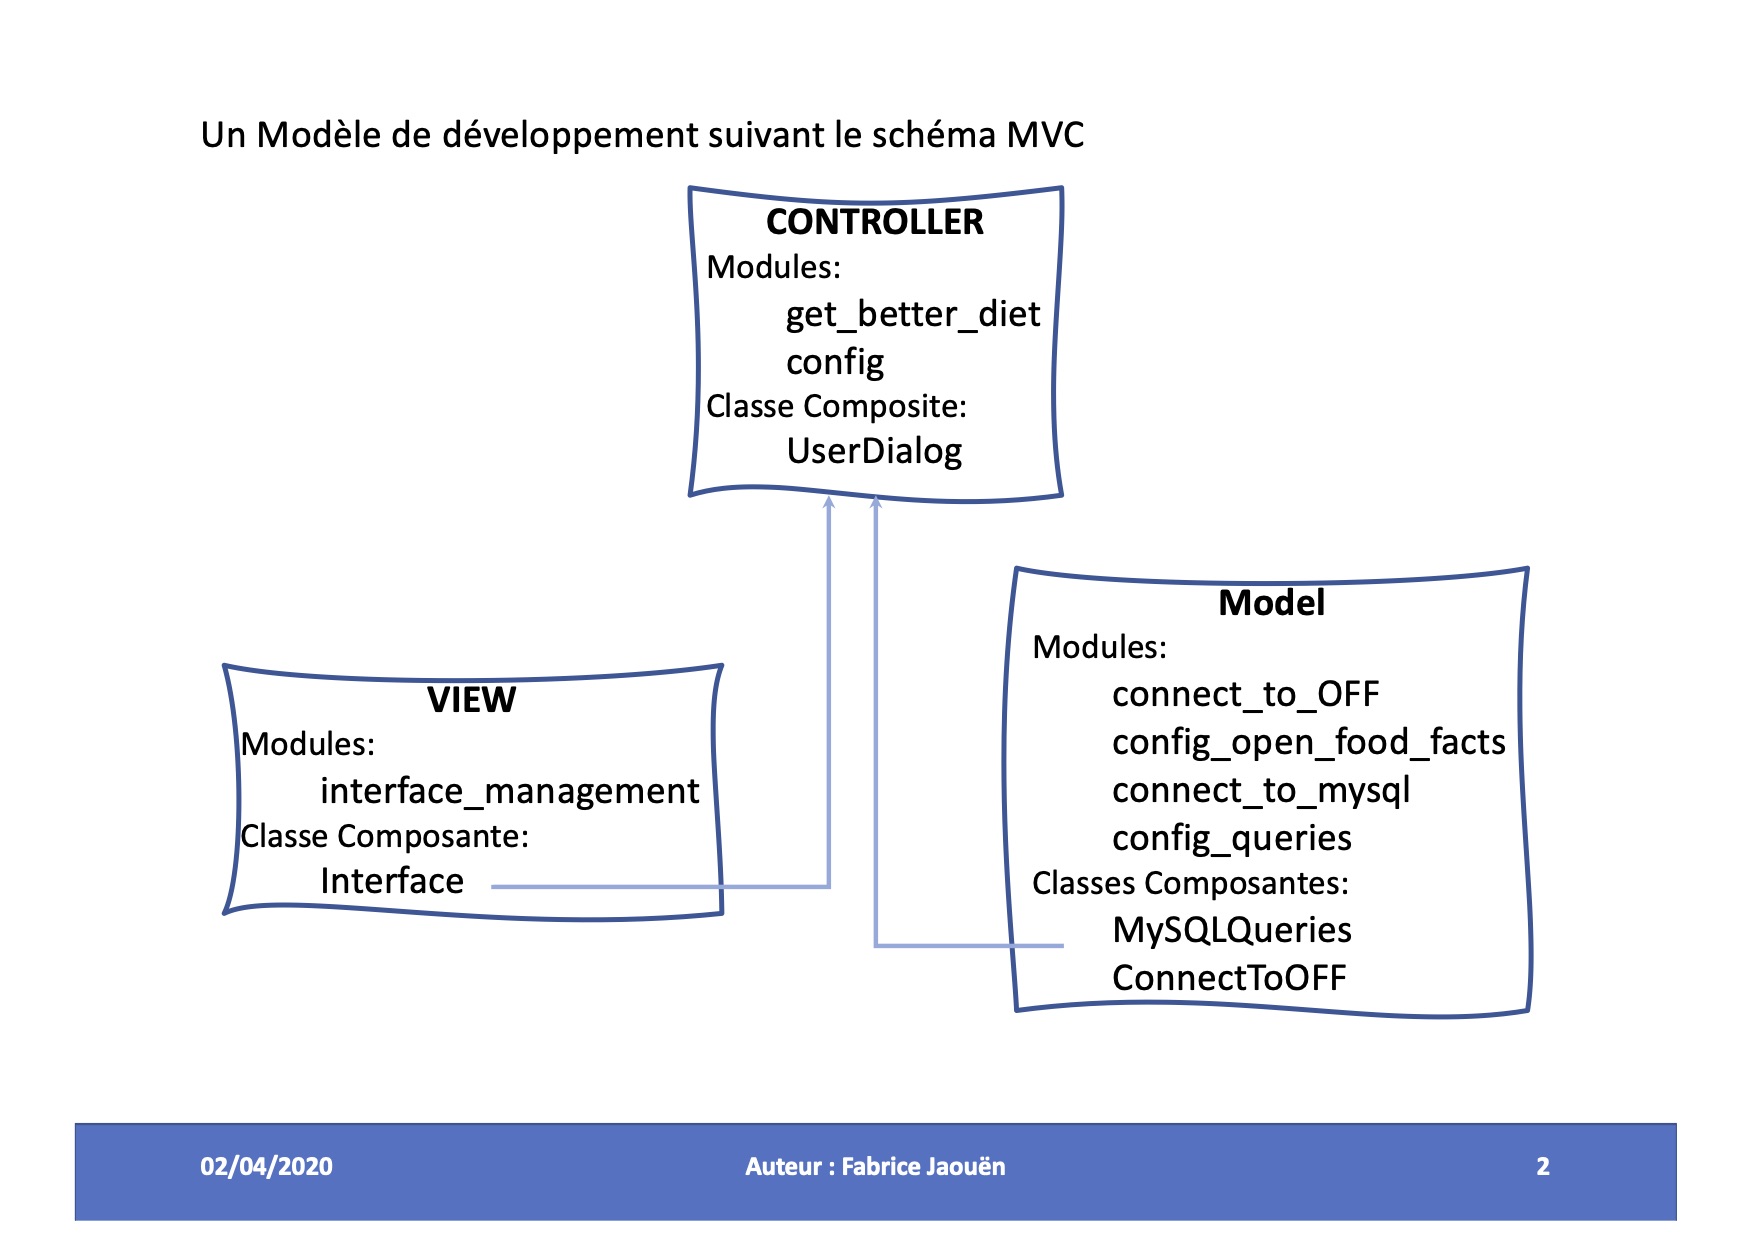 Un Modèle de développement suivant le schéma MVC
CONTROLLER
Modules:
get_better_diet
config
Classe Composite:
UserDialog
VIEW
Modules:
interface_management
Classe Composante:
Interface
Model
Modules:
connect_to_OFF
config_open_food_facts
connect_to_mysql
config_queries
Classes Composantes:
MySQLQueries
ConnectToOFF
02/04/2020
Auteur : Fabrice Jaouën
2